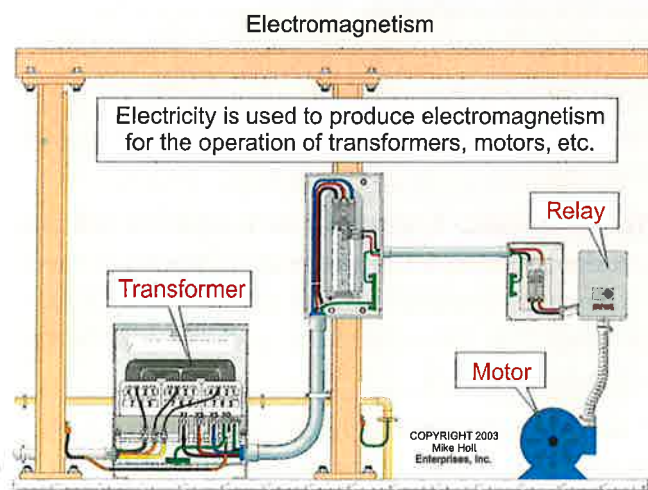 Electromagnetism
Electricity is used to produce electromagnetism
for the operation of transformers, motors, etc.
Relay
Transformer
Motor
COPYRIGHT 2003
Mike Holt
Enterprises, Inc.